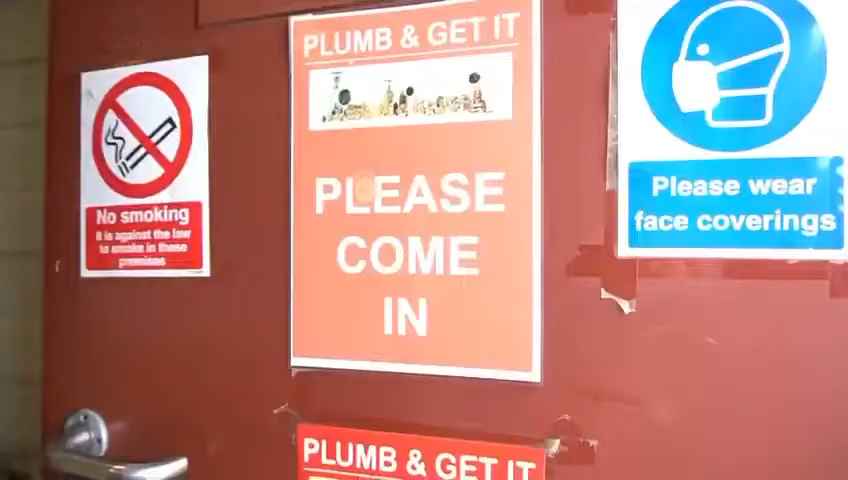 No smoking
It is against the law
to smoke in these
premises
PLUMB & GET IT
PLEASE
COME
IN
Please wear
face coverings
PLUMB & GET IT